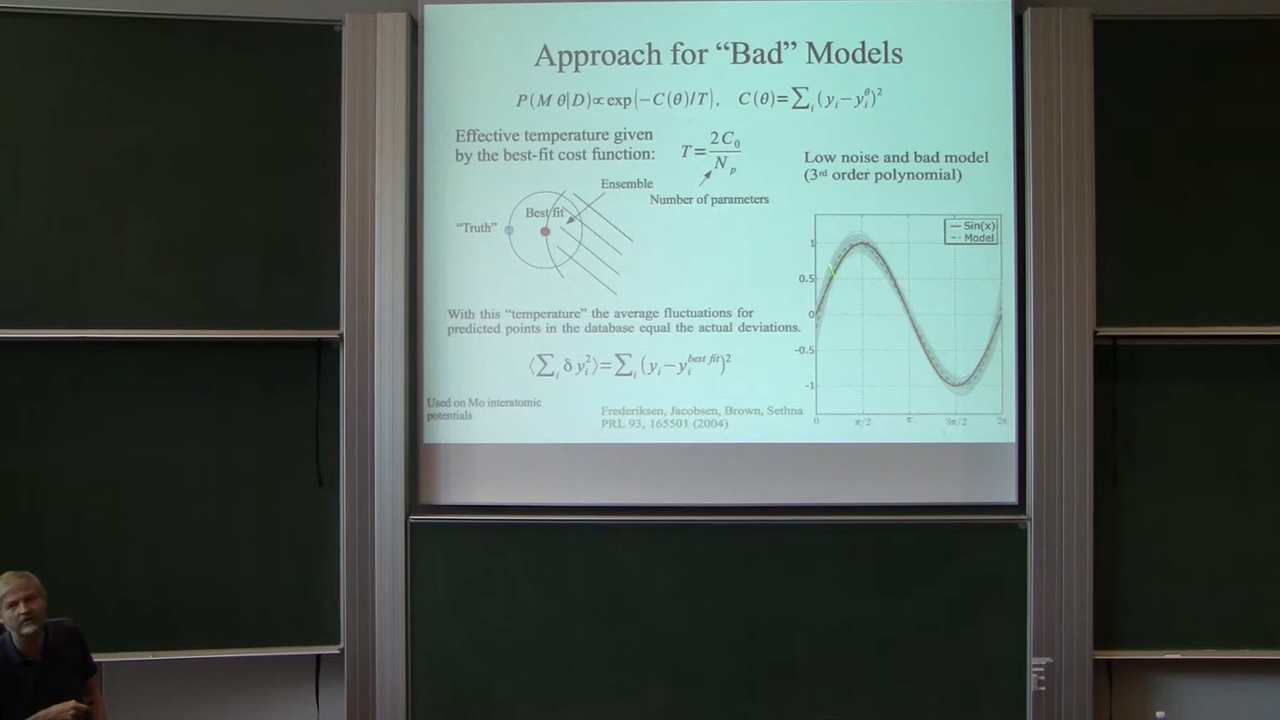 Approach for “Bad” Models
P(M θ|D)∝exp(−C(θ)/T),   C(θ)=∑ᵢ(yᵢ−yᵢ^θ)²
Effective temperature given
by the best-fit cost function:
T=2C₀/Nₚ
Number of parameters
Ensemble
Best fit
“Truth”
Low noise and bad model
(3rd order polynomial)
Sin(x)
Model
1
0.5
0
-0.5
-1
0 π/2 π 3π/2 2π
With this “temperature” the average fluctuations for
predicted points in the database equal the actual deviations.
⟨∑ᵢ δ yᵢ²⟩=∑ᵢ(yᵢ−yᵢ^best fit)²
Used on Mo interatomic
potentials
Frederiksen, Jacobsen, Brown, Sethna
PRL 93, 165501 (2004)